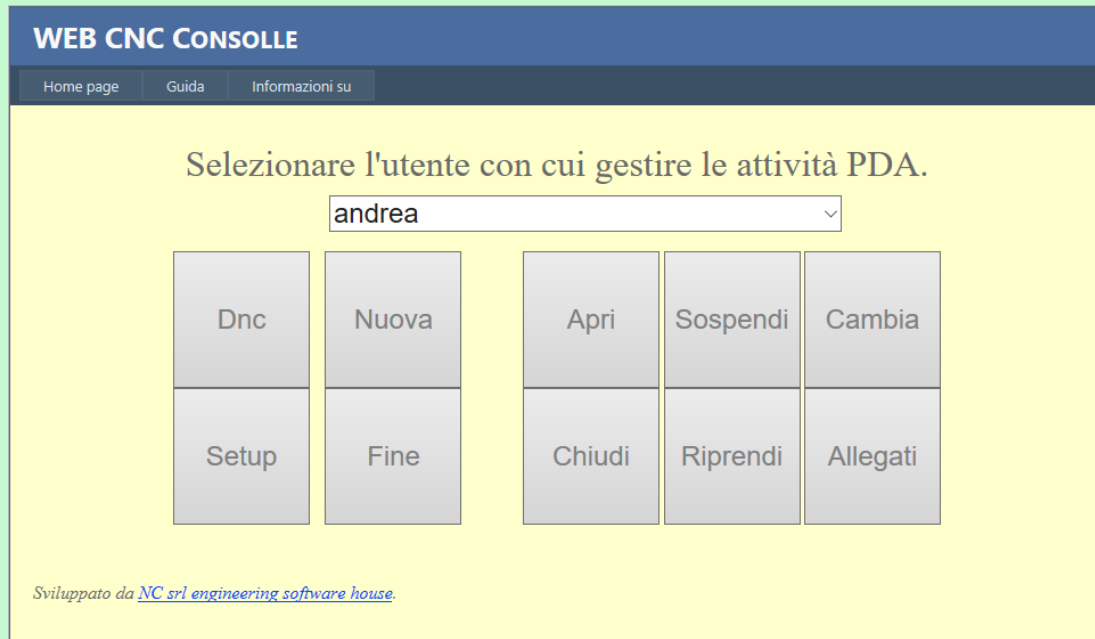 WEB CNC CONSOLLE
Home page Guida Informazioni su
Selezionare l'utente con cui gestire le attività PDA.
andrea
Dnc Nuova Apri Sospendi Cambia
Setup Fine Chiudi Riprendi Allegati
Sviluppato da NC srl engineering software house.